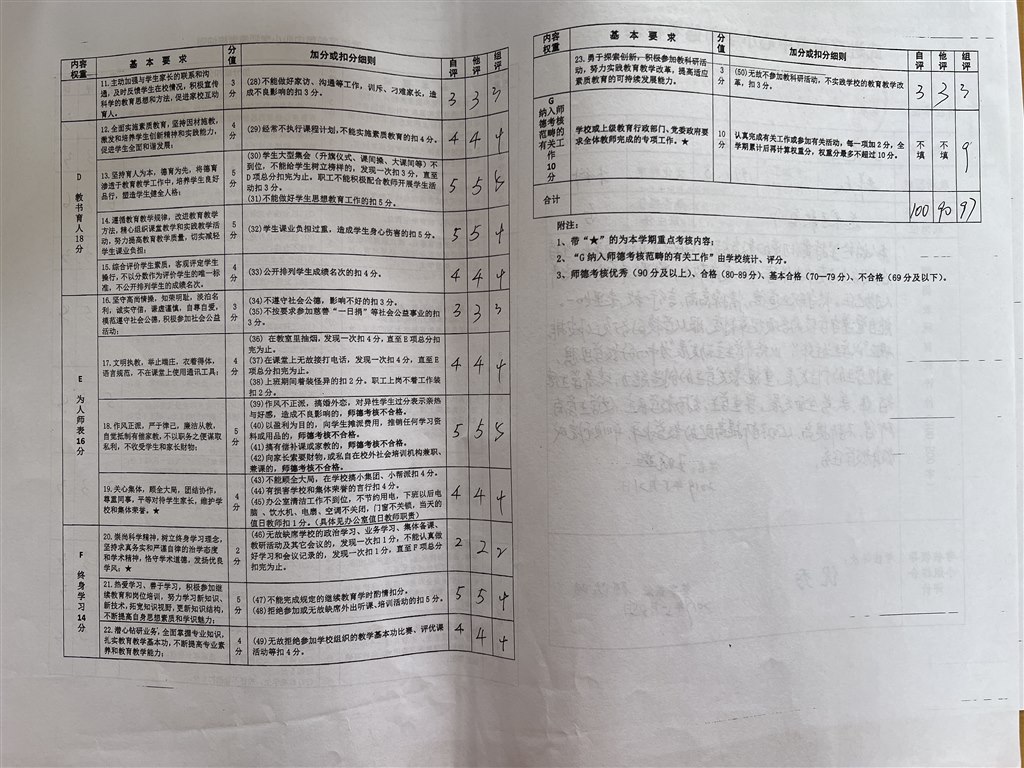 内容权重 基本要求 分值 加分或扣分细则 自评 他评 组评
11.主动加强与学生家长的联系和沟
通,及时反馈学生在校情况,积极宣传
科学的教育思想和方法,促进家校互动
育人。
3分
(28)不能做好家访、沟通等工作,训斥、刁难家长,造
成不良影响的扣3分。
3 3 3
D 教书育人18分
12.全面实施素质教育,坚持因材施教,
激发和培养学生创新精神和实践能力,
促进学生全面和谐发展;
4分
(29)经常不执行课程计划,不能实施素质教育的扣4分。
4 4 4
13.坚持育人为本,德育为先,将德育
渗透于教育教学工作中,培养学生良好
品行,塑造学生健全人格;
5分
(30)学生大型集会(升旗仪式、课间操、大课间等)不
到位,不能给学生树立榜样的,发现一次扣3分,直至
D项总分扣完为止。职工不能积极配合教师开展学生活
动扣3分。
(31)不能做好学生思想教育工作的扣5分。
5 5 5
14.遵循教育教学规律,改进教育教学
方法,精心组织课堂教学和实践教学活
动,努力提高教育教学质量,切实减轻
学生课业负担;
5分
(32)学生课业负担过重,造成学生身心伤害的扣5分。
5 5 4
15.综合评价学生素质,客观评定学生
操行,不以分数作为评价学生的唯一标
准,不公开排列学生的成绩名次。
4分
(33)公开排列学生成绩名次的扣4分。
4 4 4
E 为人师表16分
16.坚守高尚情操,知荣明耻,淡泊名
利,诚实守信,谦虚谨慎,自尊自爱,
模范遵守社会公德,积极参加社会公益
活动;
3分
(34)不遵守社会公德,影响不好的扣3分。
(35)不按要求参加慈善“一日捐”等社会公益事业的扣
3分。
3 3 3
17.文明执教,举止端庄,衣着得体,
语言规范,不在课堂上使用通讯工具;
4分
(36)在教室里抽烟,发现一次扣4分,直至E项总分扣
完为止。
(37)在课堂上无故接打电话,发现一次扣4分,直至E
项总分扣完为止。
(38)上班期间着装怪异的扣2分。职工上岗不着工作装
扣2分。
4 4 4
18.作风正派,严于律己,廉洁从教,
自觉抵制有偿家教,不以职务之便谋取
私利,不收受学生和家长财物;
5分
(39)作风不正派,搞婚外恋,对异性学生过分表示亲热
与好感,造成不良影响的,师德考核不合格。
(40)以盈利为目的,向学生摊派费用,推销任何学习资
料或用品的,师德考核不合格。
(41)搞有偿补课或家教的,师德考核不合格。
(42)向家长索要财物,或私自在校外社会培训机构兼职、
兼课的,师德考核不合格。
5 5 5
19.关心集体,顾全大局,团结协作,
尊重同事,平等对待学生家长,维护学
校和集体荣誉。★
4分
(43)不能顾全大局,在学校搞小集团、小帮派扣4分。
(44)有损害学校和集体荣誉的言行扣4分。
(45)办公室清洁工作不到位,不节约用电,下班以后电
脑、饮水机、电扇、空调不关闭,门窗不关锁,当天的
值日教师扣1分。(具体见办公室值日教师职责)
4 4 4
F 终身学习14分
20.崇尚科学精神,树立终身学习理念,
坚持求真务实和严谨自律的治学态度
和学术精神,恪守学术道德,发扬优良
学风;★
2分
(46)无故缺席学校的政治学习、业务学习、集体备课、
教研活动及其它会议的,发现一次扣1分,不能认真做
好学习和会议记录的,发现一次扣1分,直至F项总分
扣完为止。
2 2 2
21.热爱学习、善于学习,积极参加继
续教育和岗位培训,努力学习新知识、
新技术,拓宽知识视野,更新知识结构,
不断提高自身思想素质和学识魅力;
5分
(47)不能完成规定的继续教育学时酌情扣分。
(48)拒绝参加或无故缺席外出听课、培训活动的扣5分。
5 5 4
22.潜心钻研业务,全面掌握专业知识,
扎实教育教学基本功,不断提高专业素
养和教育教学能力;
4分
(49)无故拒绝参加学校组织的教学基本功比赛、评优课
活动等扣4分。
4 4 4
内容权重 基本要求 分值 加分或扣分细则 自评 他评 组评
23.勇于探索创新,积极参加教科研活
动,努力实践教育教学改革,提高适应
素质教育的可持续发展能力。
3分
(50)无故不参加教科研活动,不实践学校的教育教学改
革,扣3分。
3 3 3
G 纳入师德考核范畴的有关工作10分
学校或上级教育行政部门、党委政府要
求全体教师完成的专项工作。★
10分
认真完成有关工作或参加有关活动,每一项加2分,全
学期累计后再计算权重分,权重分最多不超过10分。
不填 不填 9
合计 100 90 97
附注:
1、带“★”的为本学期重点考核内容;
2、“G纳入师德考核范畴的有关工作”由学校统计、评分。
3、师德考核优秀(90分及以上)、合格(80-89分)、基本合格(70—79分)、不合格(69分及以下)。